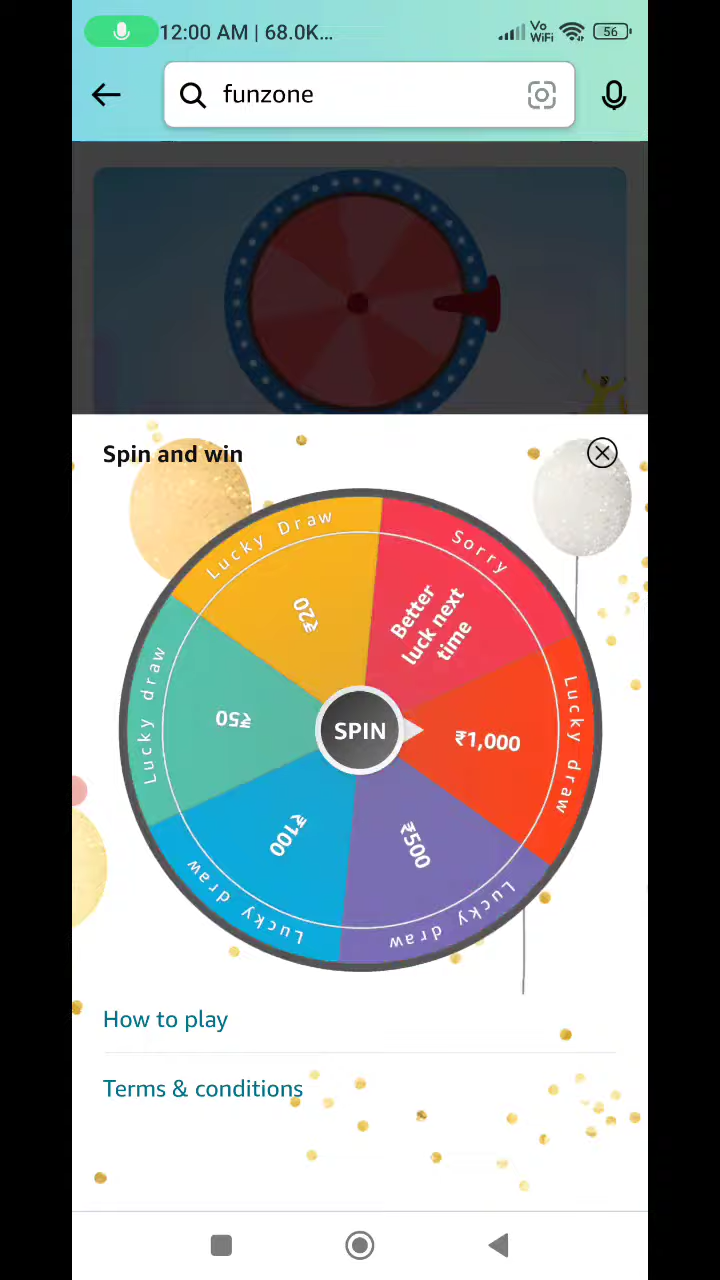 12:00 AM | 68.0K...
Vo
WiFi
56
funzone
Spin and win
Lucky Draw
₹20
Sorry
Better
luck next
time
Lucky draw
₹1,000
Lucky draw
₹500
Lucky draw
₹100
Lucky draw
₹50
SPIN
How to play
Terms & conditions